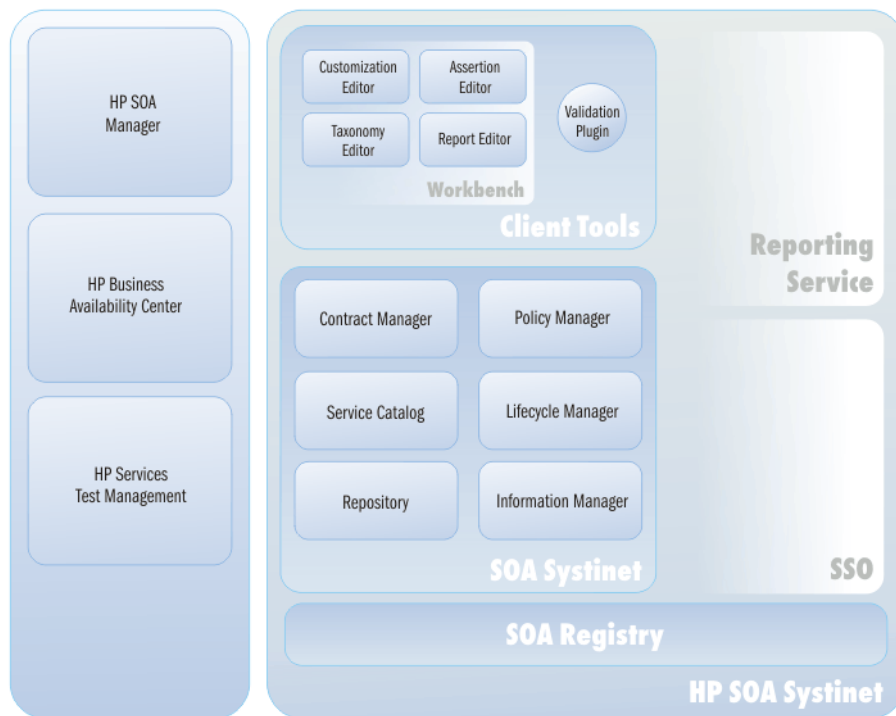 HP SOA
Manager
HP Business
Availability Center
HP Services
Test Management
Customization
Editor
Assertion
Editor
Taxonomy
Editor
Report Editor
Workbench
Validation
Plugin
Client Tools
Contract Manager
Policy Manager
Service Catalog
Lifecycle Manager
Repository
Information Manager
SOA Systinet
Reporting
Service
SSO
SOA Registry
HP SOA Systinet